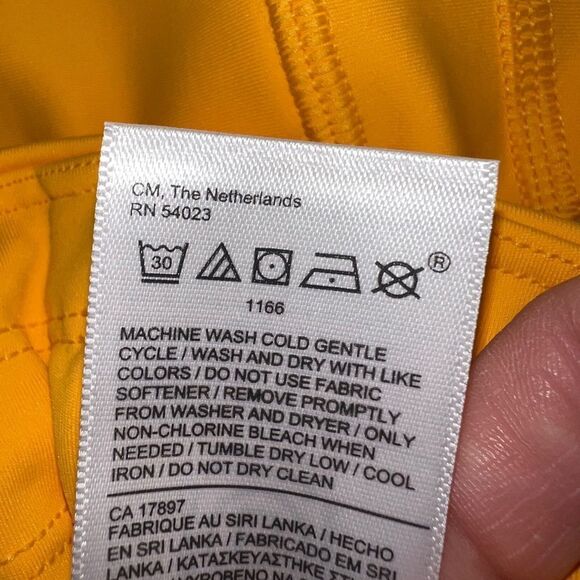 CM, The Netherlands
RN 54023
30
®
1166
MACHINE WASH COLD GENTLE
CYCLE / WASH AND DRY WITH LIKE
COLORS / DO NOT USE FABRIC
SOFTENER / REMOVE PROMPTLY
FROM WASHER AND DRYER / ONLY
NON-CHLORINE BLEACH WHEN
NEEDED / TUMBLE DRY LOW / COOL
IRON / DO NOT DRY CLEAN
CA 17897
FABRIQUE AU SIRI LANKA / HECHO
EN SRI LANKA / FABRICADO EM SRI
LANKA / ΚΑΤΑΣΚΕΥΑΣΤΗΚΕ ΣΤΗ